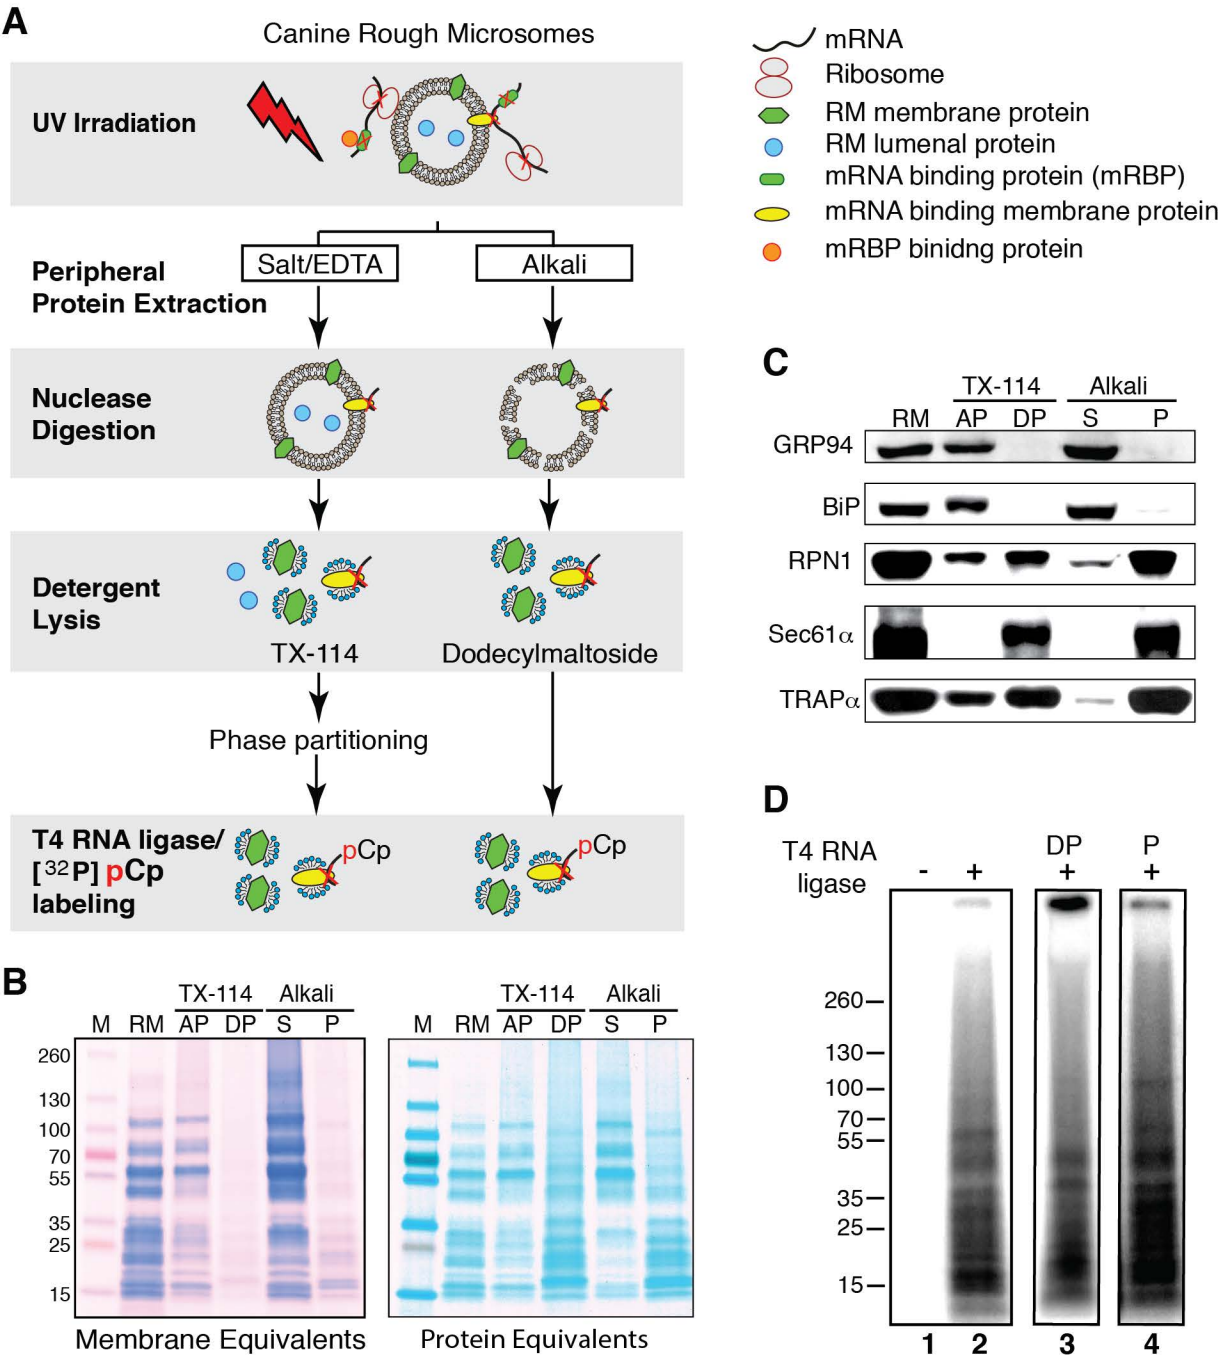 A
Canine Rough Microsomes
UV Irradiation
mRNA
Ribosome
RM membrane protein
RM lumenal protein
mRNA binding protein (mRBP)
mRNA binding membrane protein
mRBP binidng protein
Salt/EDTA
Alkali
Peripheral
Protein Extraction
Nuclease
Digestion
Detergent
Lysis
TX-114
Dodecylmaltoside
Phase partitioning
T4 RNA ligase/
[32P] pCp
labeling
pCp
pCp
B
TX-114 Alkali
M RM AP DP S P
260
130
100
70
55
35
25
15
Membrane Equivalents
TX-114 Alkali
M RM AP DP S P
Protein Equivalents
C
TX-114 Alkali
RM AP DP S P
GRP94
BiP
RPN1
Sec61α
TRAPα
D
T4 RNA
ligase
DP P
- + + +
260
130
100
70
55
35
25
15
1 2 3 4